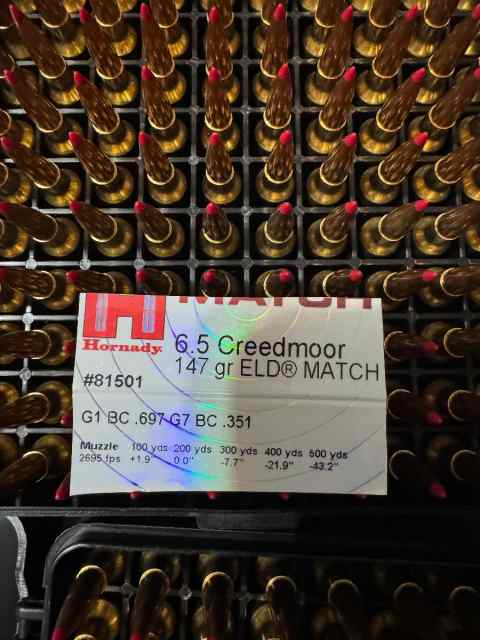 MATCH
H
Hornady
6.5 Creedmoor
147 gr ELD® MATCH
#81501
G1 BC .697 G7 BC .351
Muzzle 100 yds 200 yds 300 yds 400 yds 500 yds
2695 fps +1.9" 0.0" -7.7" -21.9" -43.2"